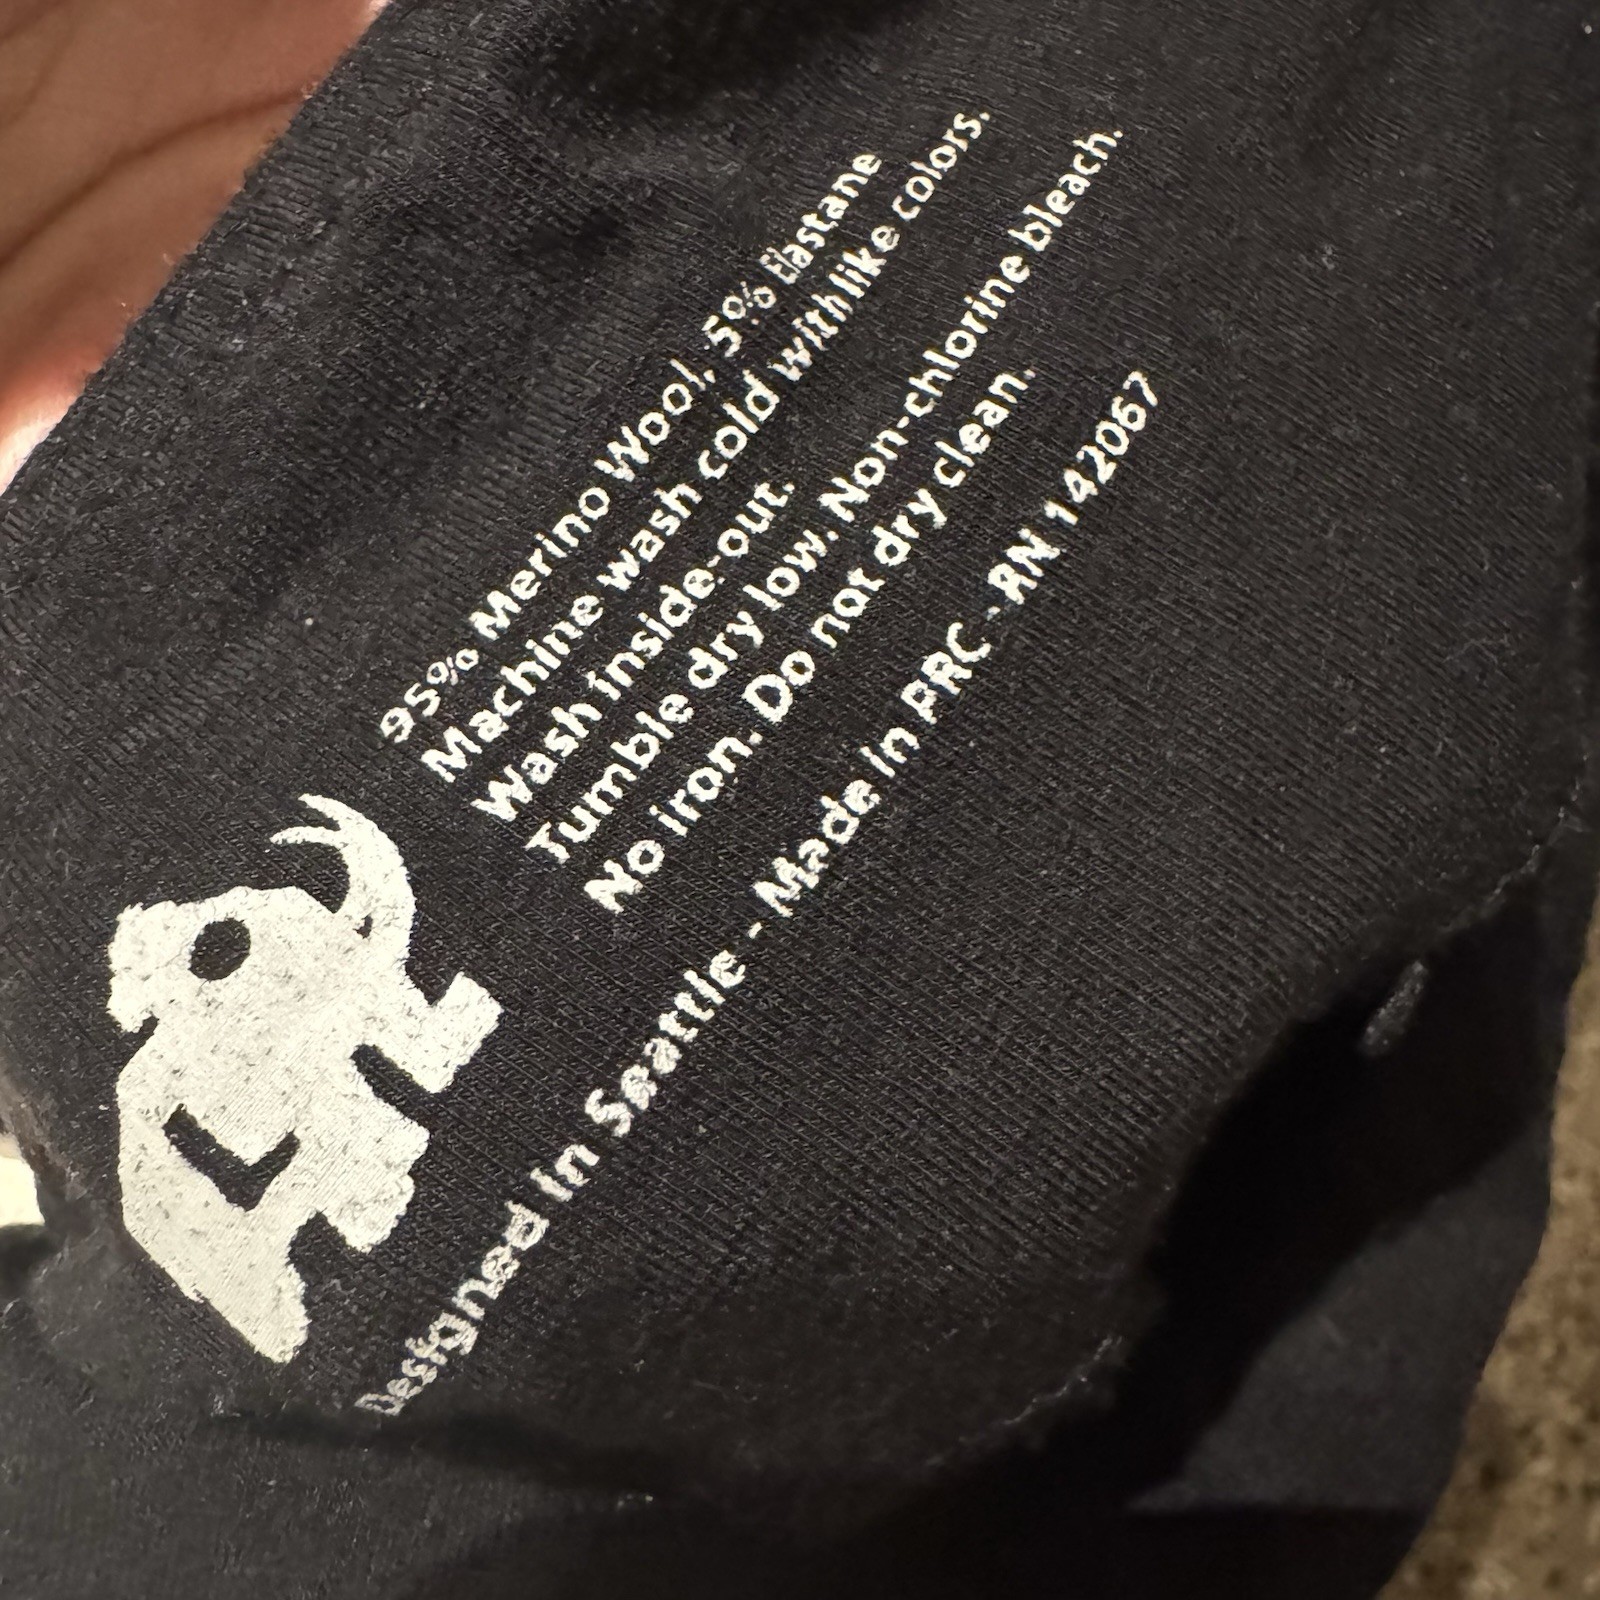 95% Merino Wool, 5% Elastane
Machine wash cold with like colors.
Wash inside-out.
Tumble dry low. Non-chlorine bleach.
No iron. Do not dry clean.
Designed in Seattle - Made in PRC - RN 142067